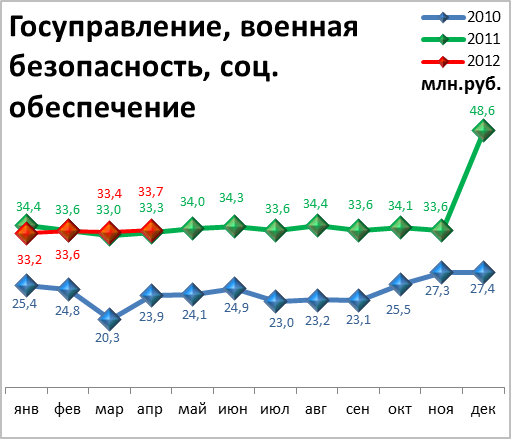 Госуправление, военная
безопасность, соц.
обеспечение
2010
2011
2012
млн.руб.
48,6
34,4 33,6 33,4 33,7 34,0 34,3 33,6 34,4 33,6 34,1 33,6
33,0 33,3
33,2 33,6
25,4 24,8 20,3 23,9 24,1 24,9 23,0 23,2 23,1 25,5 27,3 27,4
янв фев мар апр май июн июл авг сен окт ноя дек